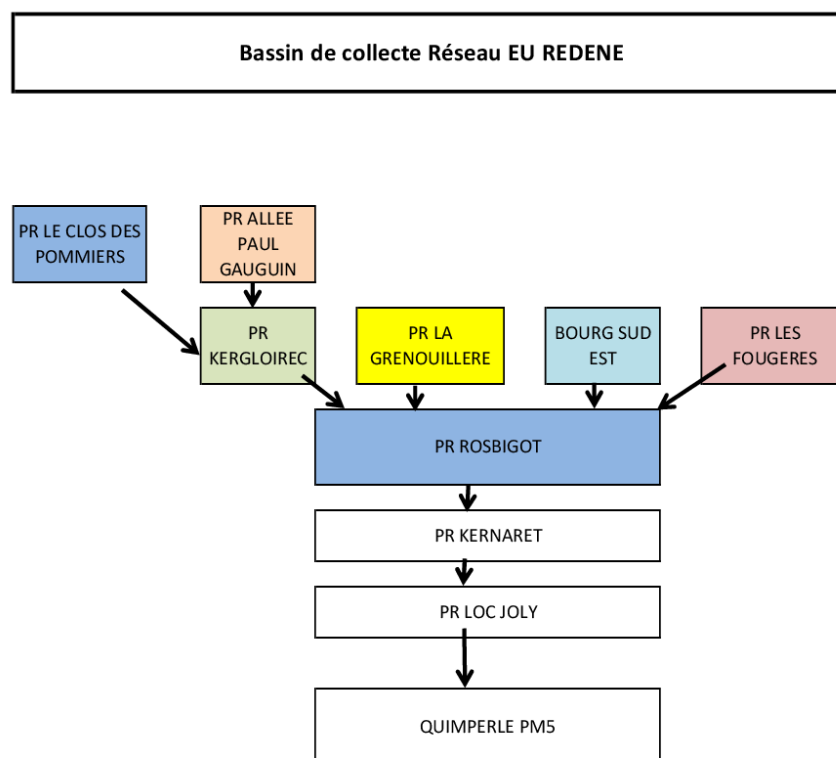 Bassin de collecte Réseau EU REDENE
PR LE CLOS DES
POMMIERS
PR ALLEE
PAUL
GAUGUIN
PR
KERGLOIREC
PR LA
GRENOUILLERE
BOURG SUD
EST
PR LES
FOUGERES
PR ROSBIGOT
PR KERNARET
PR LOC JOLY
QUIMPERLE PM5